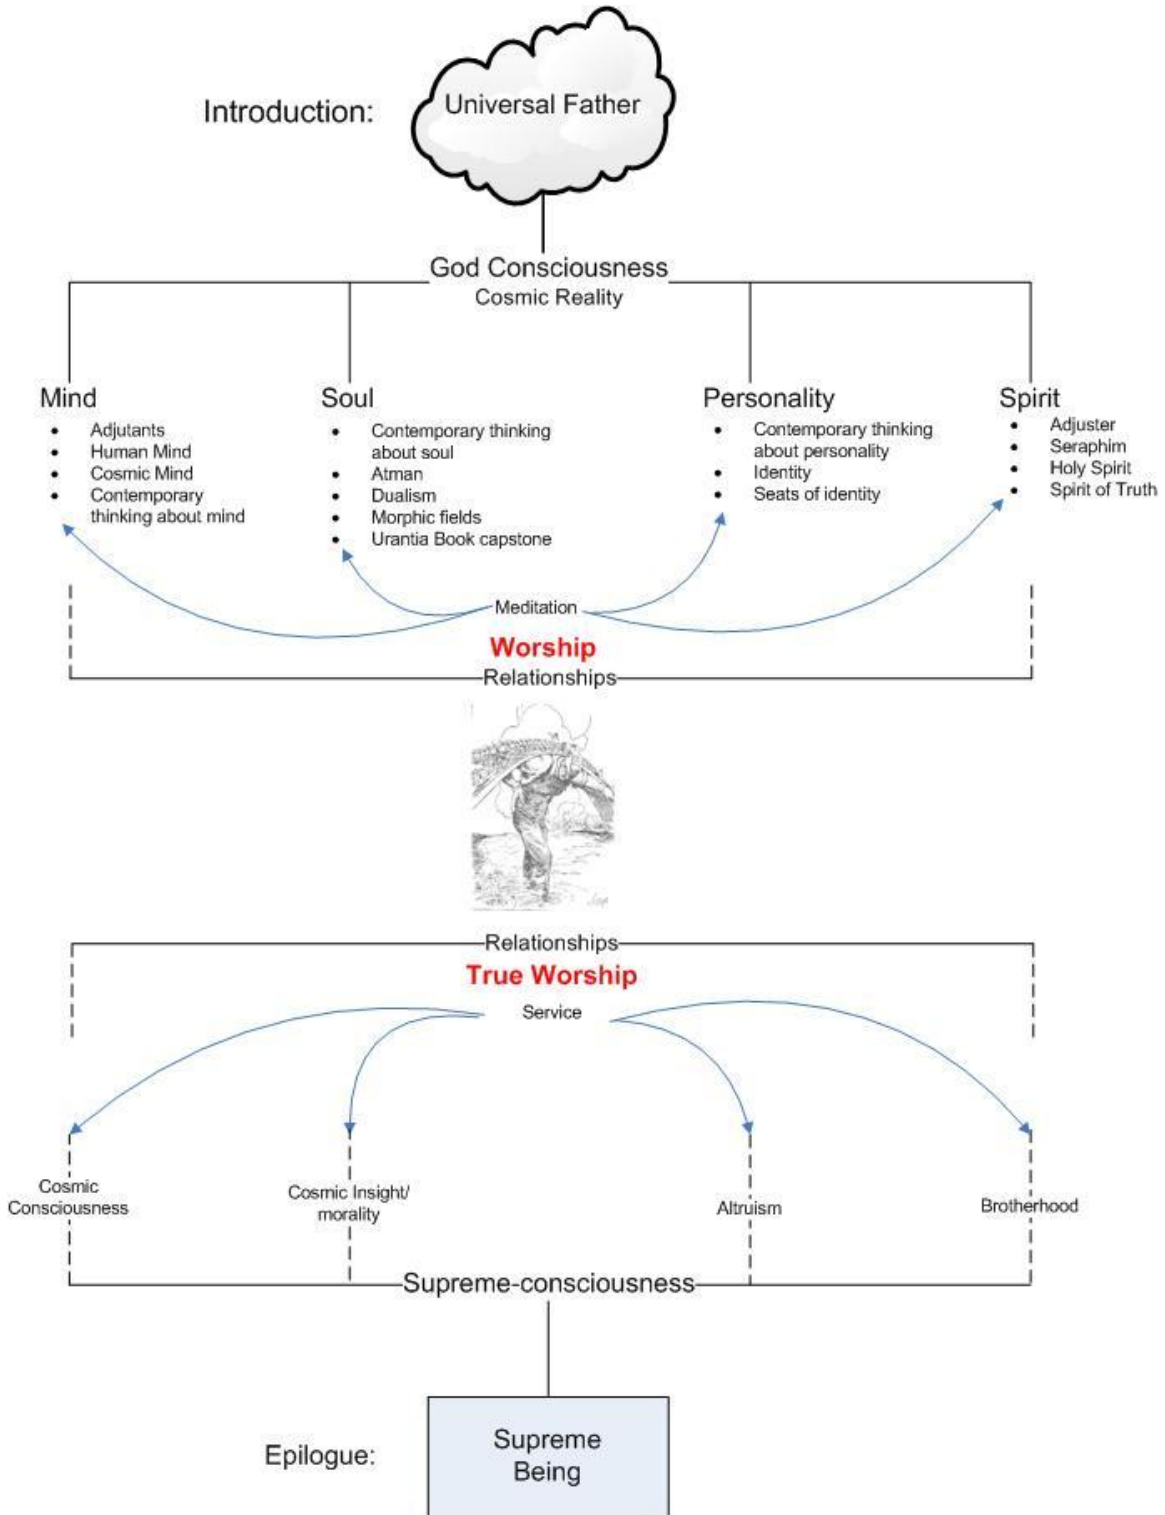 Introduction:
Universal Father
God Consciousness
Cosmic Reality
Mind
• Adjutants
• Human Mind
• Cosmic Mind
• Contemporary
thinking about mind
Soul
• Contemporary thinking
about soul
• Atman
• Dualism
• Morphic fields
• Urantia Book capstone
Personality
• Contemporary thinking
about personality
• Identity
• Seats of identity
Spirit
• Adjuster
• Seraphim
• Holy Spirit
• Spirit of Truth
Meditation
Worship
Relationships
Relationships
True Worship
Service
Cosmic
Consciousness
Cosmic Insight/
morality
Altruism
Brotherhood
Supreme-consciousness
Epilogue:
Supreme
Being